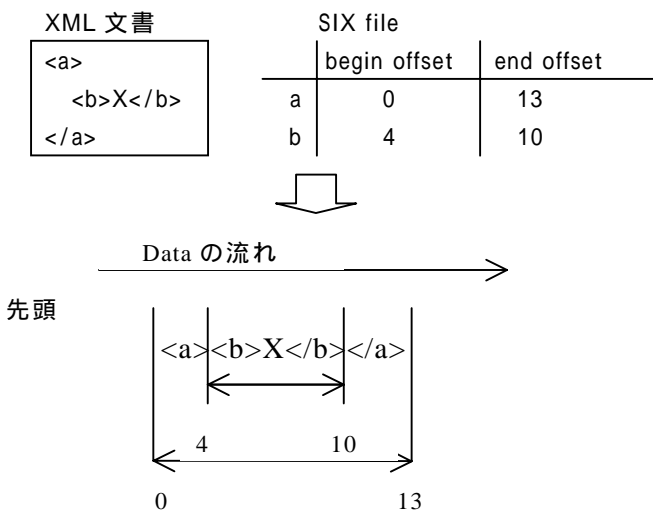 XML 文書
<a>
<b>X</b>
</a>
SIX file
begin offset end offset
a 0 13
b 4 10
Data の流れ
先頭
<a><b>X</b></a>
4 10
0 13